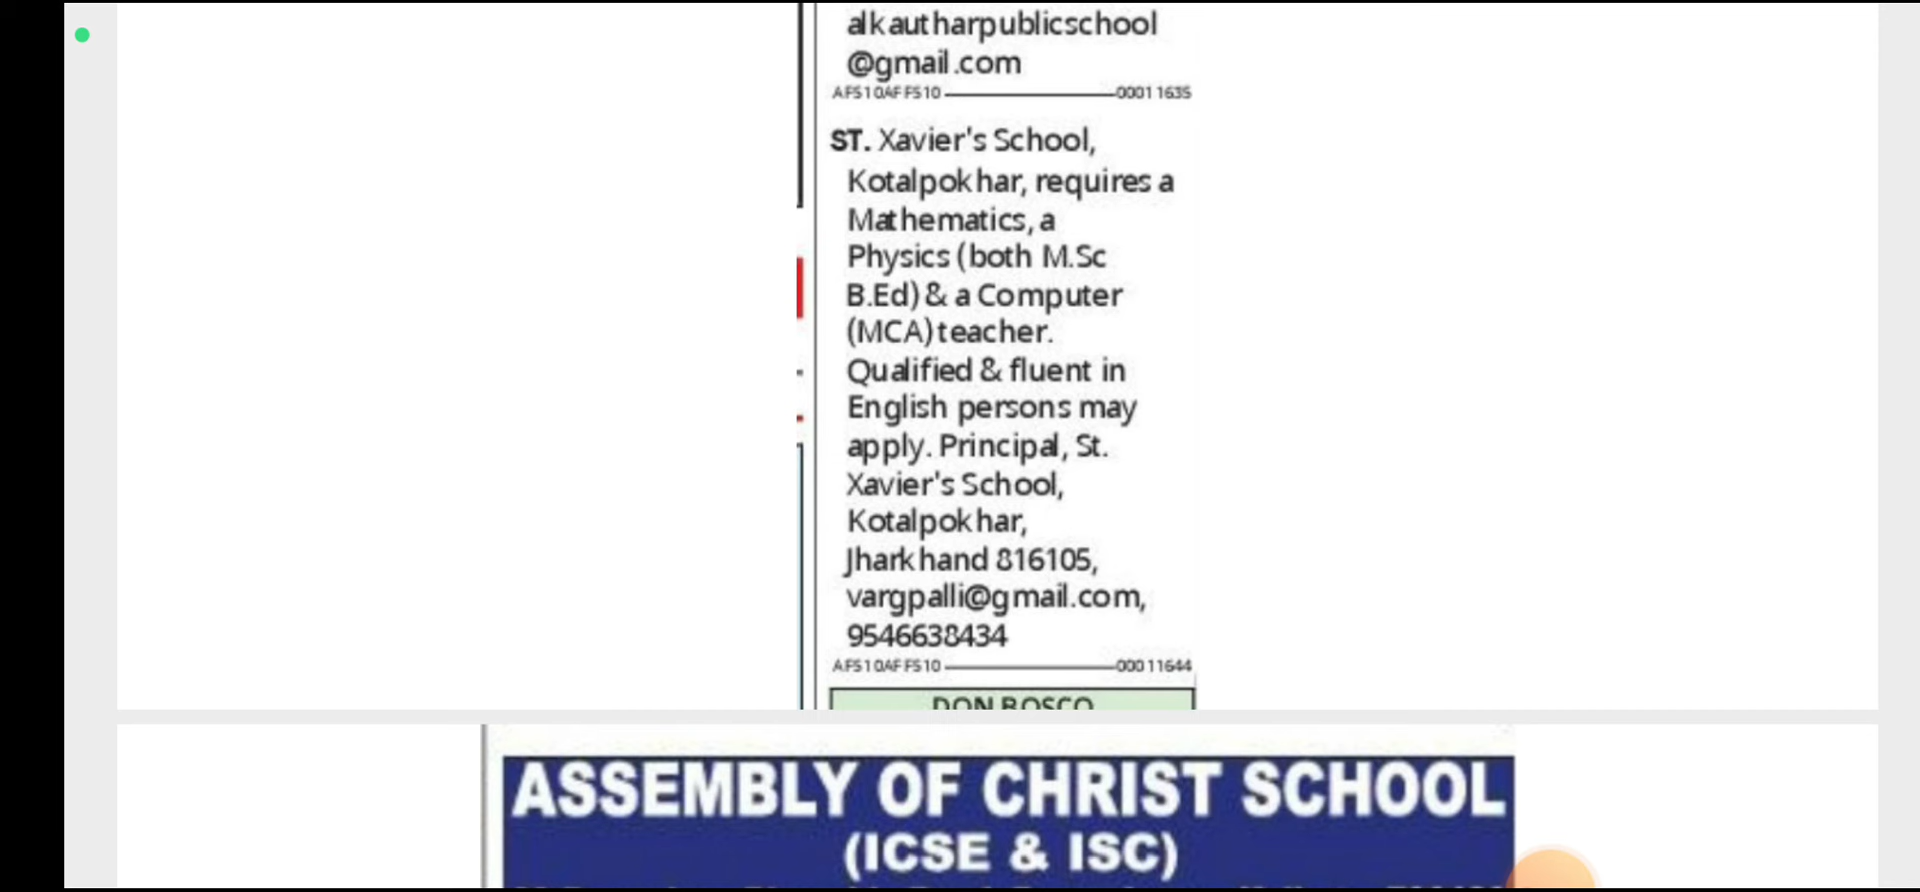 alkautharpublicschool
@gmail.com
AFS10AFFS10 00011635
ST. Xavier's School,
Kotalpokhar, requires a
Mathematics, a
Physics (both M.Sc
B.Ed) & a Computer
(MCA) teacher.
Qualified & fluent in
English persons may
apply. Principal, St.
Xavier's School,
Kotalpokhar,
Jharkhand 816105,
vargpalli@gmail.com,
9546638434
AFS10AFFS10 00011644
DON BOSCO
ASSEMBLY OF CHRIST SCHOOL
(ICSE & ISC)